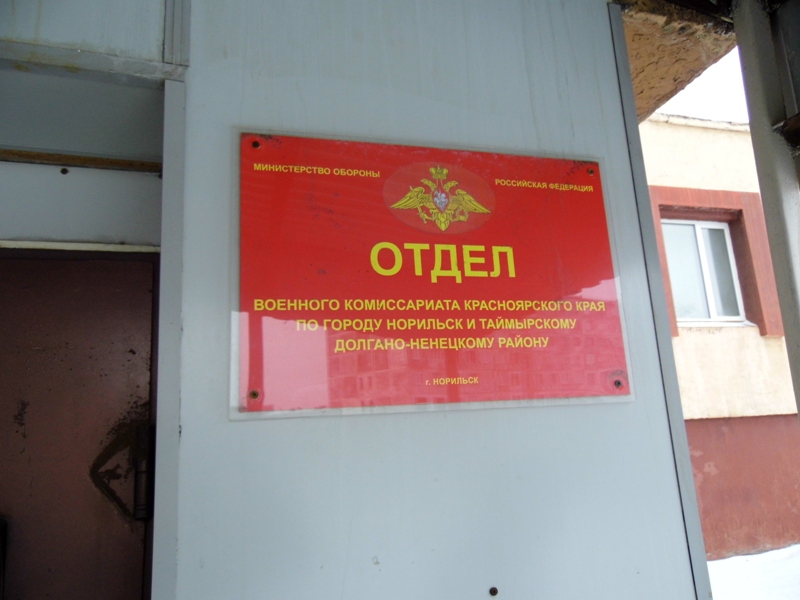 МИНИСТЕРСТВО ОБОРОНЫ
РОССИЙСКАЯ ФЕДЕРАЦИЯ
ОТДЕЛ
ВОЕННОГО КОМИССАРИАТА КРАСНОЯРСКОГО КРАЯ
ПО ГОРОДУ НОРИЛЬСК И ТАЙМЫРСКОМУ
ДОЛГАНО-НЕНЕЦКОМУ РАЙОНУ
г. НОРИЛЬСК